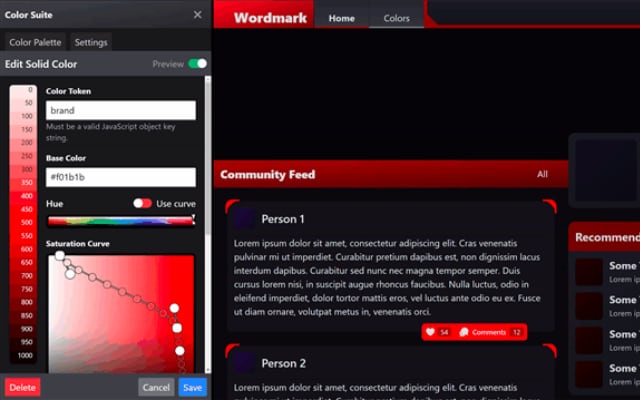 Color Suite
Color Palette
Settings
Edit Solid Color
Preview
0
50
100
150
200
250
300
350
400
450
500
550
600
650
700
750
800
850
900
950
1000
Color Token
brand
Must be a valid JavaScript object key
string.
Base Color
#f01b1b
Hue
Use curve
Saturation Curve
Delete
Cancel
Save
Wordmark
Home
Colors
Community Feed
All
Person 1
Lorem ipsum dolor sit amet, consectetur adipiscing elit. Cras venenatis
pulvinar mi ut imperdiet. Curabitur pretium dapibus est, non dignissim lacus
interdum dapibus. Curabitur sed nunc nec magna tempor semper. Duis
cursus lorem nisi, in suscipit augue rhoncus faucibus. Nulla luctus, odio in
eleifend imperdiet, dolor tortor mattis eros, vel luctus ante odio eu ex. Fusce
ut diam ornare, volutpat metus in, venenatis orci.
54
Comments
12
Person 2
Lorem ipsum dolor sit amet, consectetur adipiscing elit. Cras venenatis
Recommend
Some
Lorem ip
Some
Lorem ip
Some
Lorem ip
Some
Lorem ip